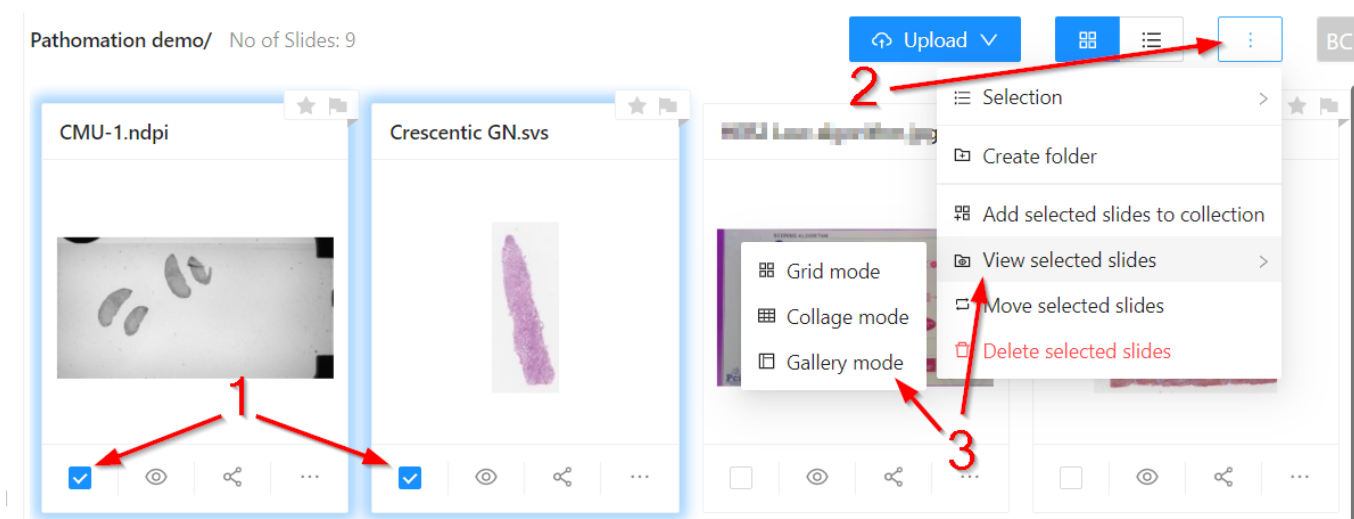 Pathomation demo/ No of Slides: 9
Upload
BC
2
Selection
CMU-1.ndpi
Crescentic GN.svs
Create folder
Add selected slides to collection
View selected slides
Grid mode
Collage mode
Move selected slides
Gallery mode
Delete selected slides
1
3